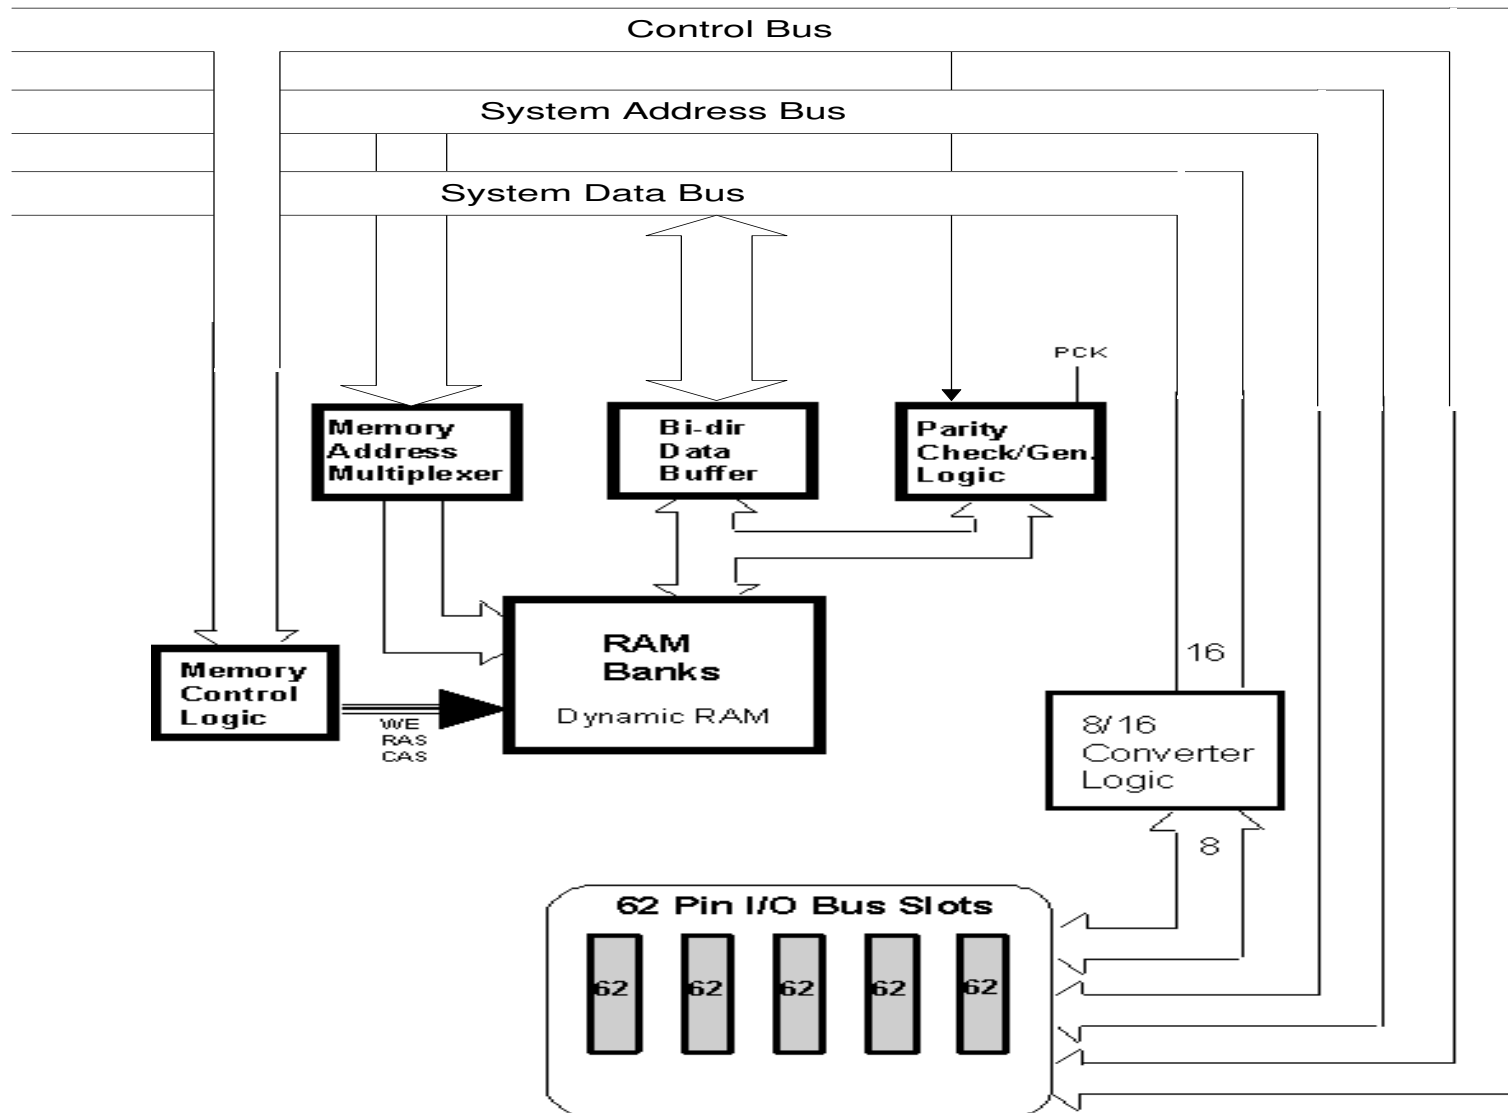 Control Bus
System Address Bus
System Data Bus
PCK
Memory
Address
Multiplexer
Bi-dir
Data
Buffer
Parity
Check/Gen.
Logic
RAM
Banks
Dynamic RAM
Memory
Control
Logic
WE
RAS
CAS
16
8/16
Converter
Logic
8
62 Pin I/O Bus Slots
62 62 62 62 62